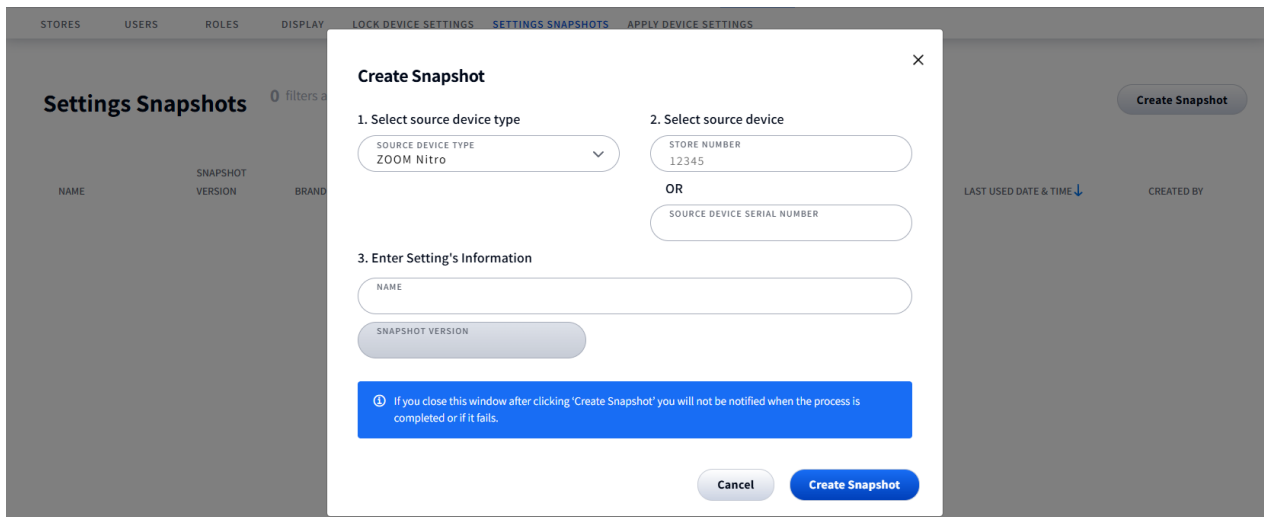 STORES USERS ROLES DISPLAY LOCK DEVICE SETTINGS SETTINGS SNAPSHOTS APPLY DEVICE SETTINGS
Settings Snapshots 0 filters a
Create Snapshot
NAME SNAPSHOT VERSION BRAND LAST USED DATE & TIME↓ CREATED BY
Create Snapshot
1. Select source device type
SOURCE DEVICE TYPE
ZOOM Nitro
2. Select source device
STORE NUMBER
12345
OR
SOURCE DEVICE SERIAL NUMBER
3. Enter Setting's Information
NAME
SNAPSHOT VERSION
If you close this window after clicking ‘Create Snapshot’ you will not be notified when the process is
completed or if it fails.
Cancel Create Snapshot